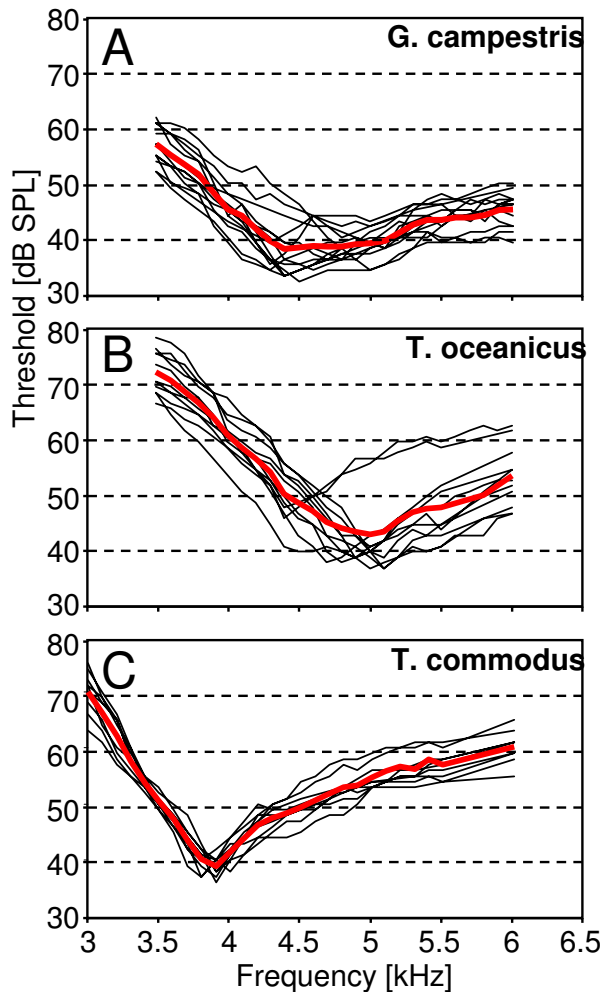 Threshold [dB SPL]
A
G. campestris
80
70
60
50
40
30
B
T. oceanicus
80
70
60
50
40
30
C
T. commodus
80
70
60
50
40
30
3 3.5 4 4.5 5 5.5 6 6.5
Frequency [kHz]